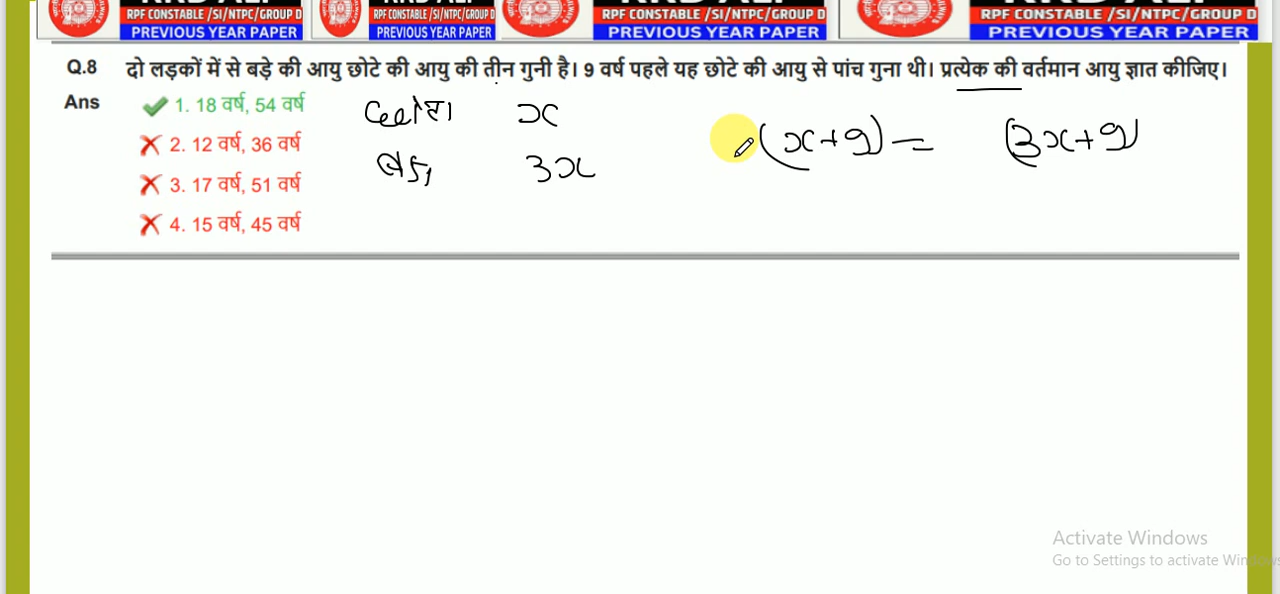 RPF CONSTABLE /SI/NTPC/GROUP D RPF CONSTABLE /SI/NTPC/GROUP D RPF CONSTABLE /SI/NTPC/GROUP D RPF CONSTABLE /SI/NTPC/GROUP D
PREVIOUS YEAR PAPER PREVIOUS YEAR PAPER PREVIOUS YEAR PAPER PREVIOUS YEAR PAPER
Q.8 दो लड़कों में से बड़े की आयु छोटे की आयु की तीन गुनी है। 9 वर्ष पहले यह छोटे की आयु से पांच गुना थी। प्रत्येक की वर्तमान आयु ज्ञात कीजिए।
Ans 1. 18 वर्ष, 54 वर्ष
2. 12 वर्ष, 36 वर्ष
3. 17 वर्ष, 51 वर्ष
4. 15 वर्ष, 45 वर्ष
छोटा x
बड़ा 3x
(x+9) = (3x+9)
Activate Windows
Go to Settings to activate Windows